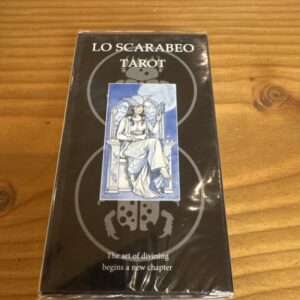 LO SCARABEO
TAROT
The art of divining
begins a new chapter